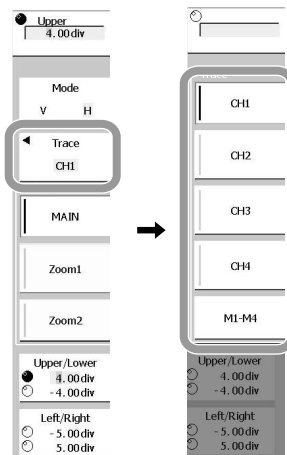 Upper
4.00div
Mode
V H
Trace
CH1
MAIN
Zoom1
Zoom2
Upper/Lower
4.00div
-4.00div
Left/Right
-5.00div
5.00div
Trace
CH1
CH2
CH3
CH4
M1-M4
Upper/Lower
4.00div
-4.00div
Left/Right
-5.00div
5.00div